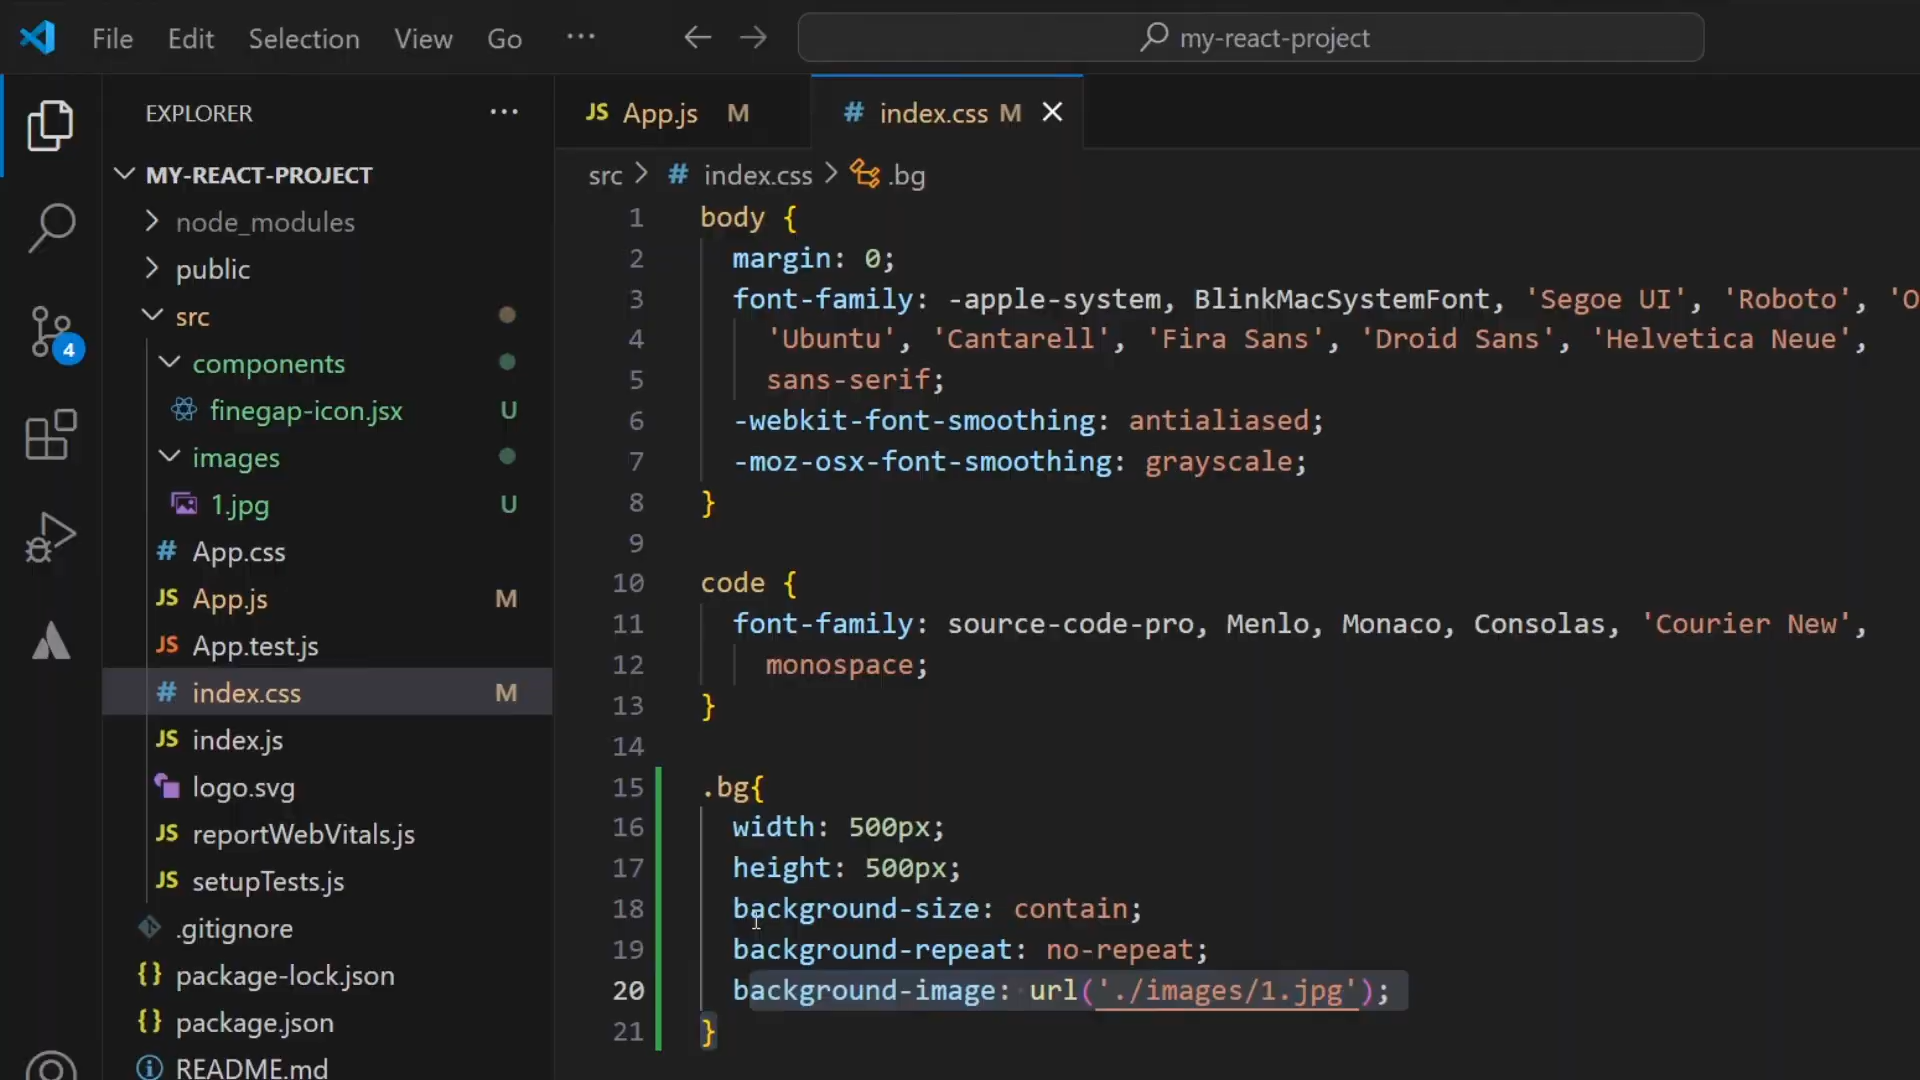 File Edit Selection View Go ... my-react-project
EXPLORER ...
MY-REACT-PROJECT
node_modules
public
src
components
finegap-icon.jsx U
images
1.jpg U
# App.css
JS App.js M
JS App.test.js
# index.css M
JS index.js
logo.svg
JS reportWebVitals.js
JS setupTests.js
.gitignore
{} package-lock.json
{} package.json
README.md
4
JS App.js M # index.css M
src > # index.css > .bg
1 body {
2 margin: 0;
3 font-family: -apple-system, BlinkMacSystemFont, 'Segoe UI', 'Roboto', 'O
4 'Ubuntu', 'Cantarell', 'Fira Sans', 'Droid Sans', 'Helvetica Neue',
5 sans-serif;
6 -webkit-font-smoothing: antialiased;
7 -moz-osx-font-smoothing: grayscale;
8 }
9
10 code {
11 font-family: source-code-pro, Menlo, Monaco, Consolas, 'Courier New',
12 monospace;
13 }
14
15 .bg{
16 width: 500px;
17 height: 500px;
18 background-size: contain;
19 background-repeat: no-repeat;
20 background-image: url('./images/1.jpg');
21 }